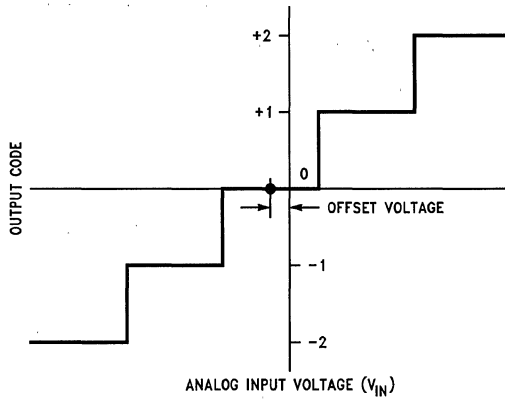 +2
+1
0
OUTPUT CODE
OFFSET VOLTAGE
-1
-2
ANALOG INPUT VOLTAGE (VIN)